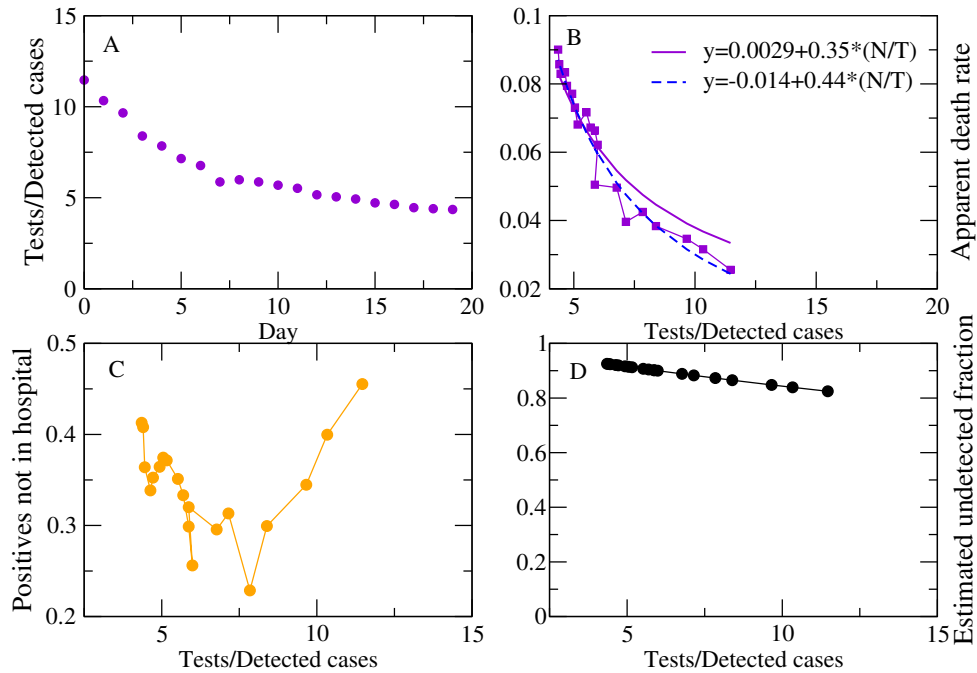 15
10
5
0
0
5
10
15
20
Day
Tests/Detected cases
A
0.1
0.08
0.06
0.04
0.02
5
10
15
20
Tests/Detected cases
Apparent death rate
B
y=0.0029+0.35*(N/T)
y=-0.014+0.44*(N/T)
0.5
0.4
0.3
0.2
5
10
15
Tests/Detected cases
Positives not in hospital
C
1
0.8
0.6
0.4
0.2
0
5
10
15
Tests/Detected cases
Estimated undetected fraction
D